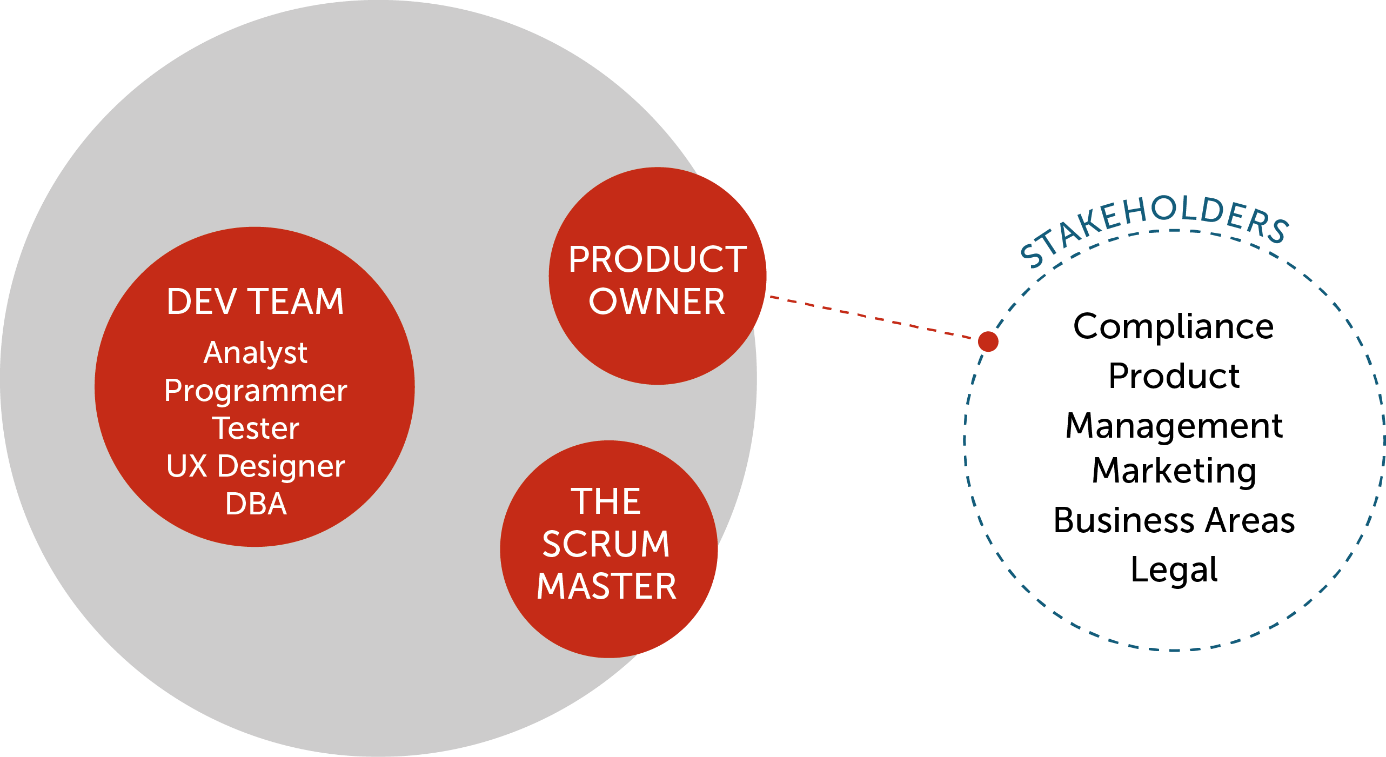 DEV TEAM
Analyst
Programmer
Tester
UX Designer
DBA
PRODUCT
OWNER
THE
SCRUM
MASTER
STAKEHOLDERS
Compliance
Product
Management
Marketing
Business Areas
Legal